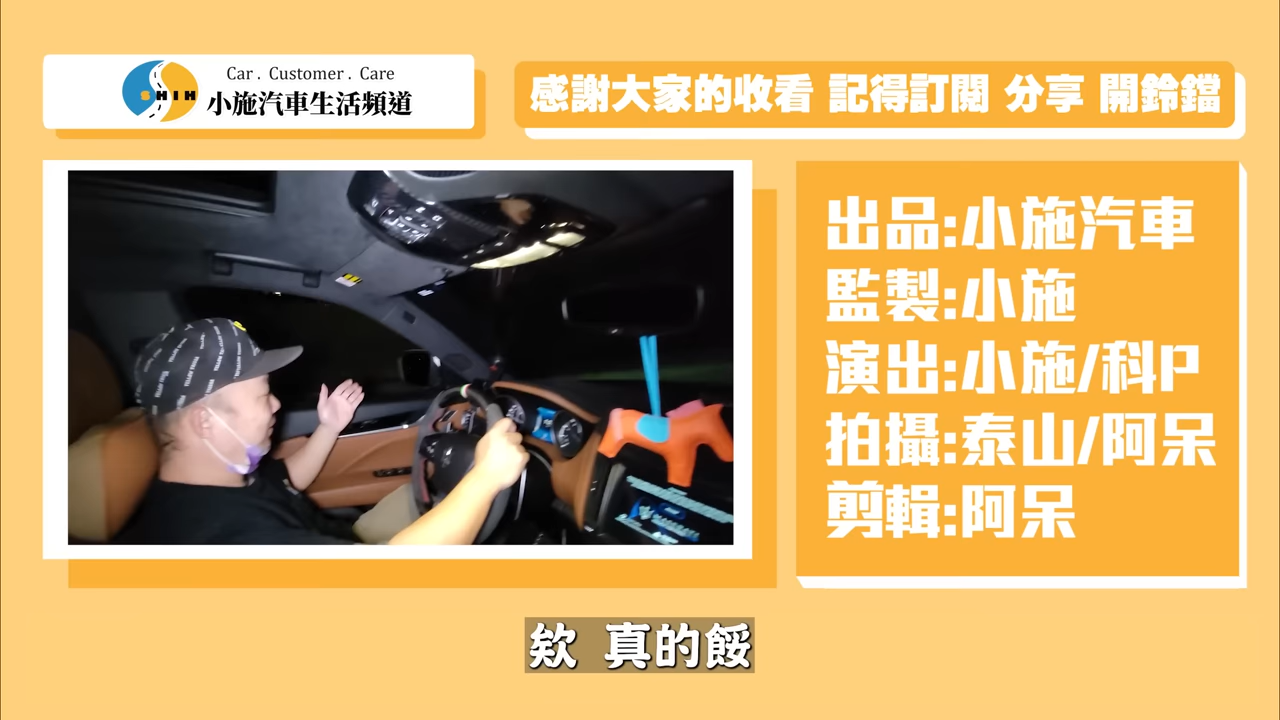 Car . Customer . Care
SHIH
小施汽車生活頻道
感謝大家的收看 記得訂閱 分享 開鈴鐺
出品:小施汽車
監製:小施
演出:小施/科P
拍攝:泰山/阿呆
剪輯:阿呆
欸 真的餒